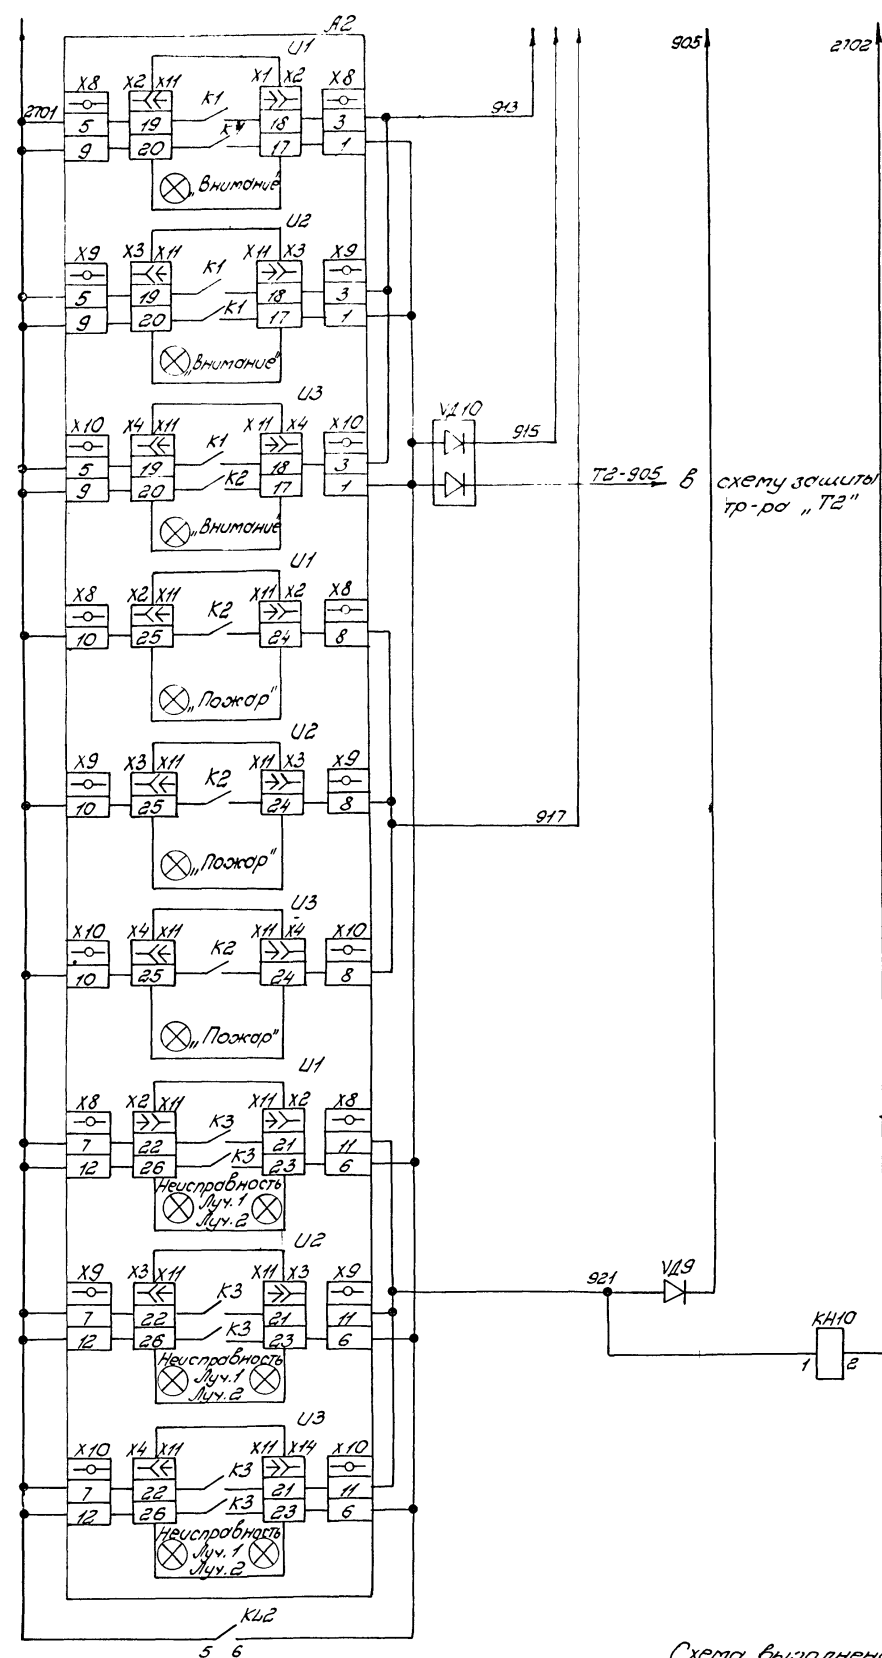 А2
905
2702
U1
X8 X2 X11 X1 X2 X8
2701 К1 913
5 19 18 3
9 20 17 1
„Внимание"
U2
X9 X3 X11 X11 X3 X9
К1
5 19 18 3
9 20 К1 17 1
„Внимание"
U3
X10 X4 X11 X11 X4 X10
VД10
К1 915
5 19 18 3
9 20 К2 17 1
Т2-905 в схему защиты
тр-ра „Т2"
„Внимание"
U1
X8 X2 X11 X11 X2 X8
К2
10 25 24 8
„Пожар"
U2
X9 X3 X11 X11 X3 X9
К2
10 25 24 8
917
„Пожар"
U3
X10 X4 X11 X11 X4 X10
К2
10 25 24 8
„Пожар"
U1
X8 X2 X11 X11 X2 X8
К3
7 22 21 11
12 26 К3 23 6
Неисправность
Луч.1
Луч.2
U2
X9 X3 X11 X11 X3 X9
921 VД9
К3
7 22 21 11
12 26 К3 23 6
КН10
1 2
Неисправность
Луч.1
Луч.2
U3
X10 X4 X11 X11 X14 X10
К3
7 22 21 11
12 26 К3 23 6
Неисправность
Луч.1
Луч.2
KL2
5 6
Схема